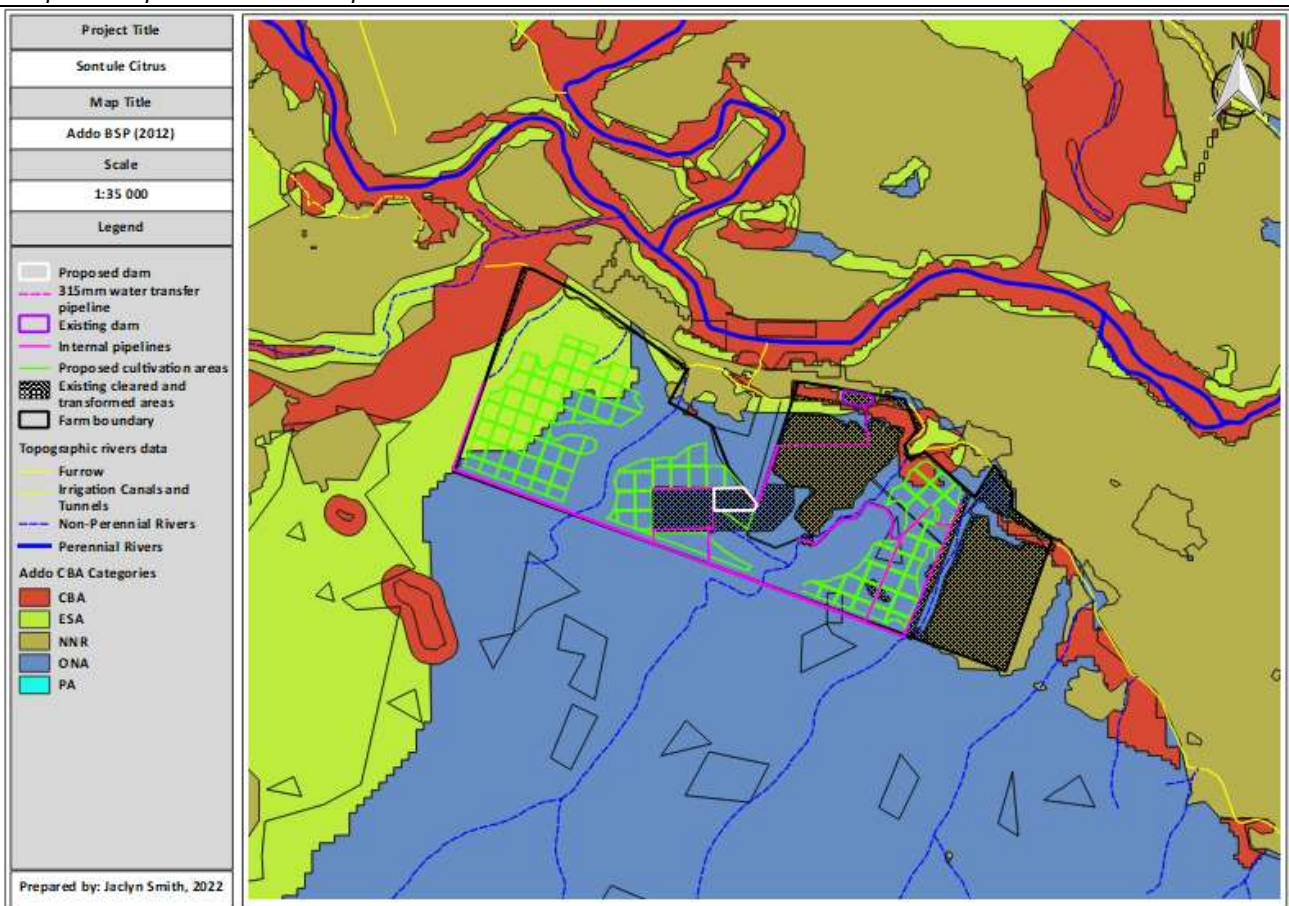 Project Title
Sontule Citrus
Map Title
Addo BSP (2012)
Scale
1:35 000
Legend
Proposed dam
315mm water transfer
pipeline
Existing dam
Internal pipelines
Proposed cultivation areas
Existing cleared and
transformed areas
Farm boundary
Topographic rivers data
Furrow
Irrigation Canals and
Tunnels
Non-Perennial Rivers
Perennial Rivers
Addo CBA Categories
CBA
ESA
NNR
ONA
PA
Prepared by: Jaclyn Smith, 2022
N